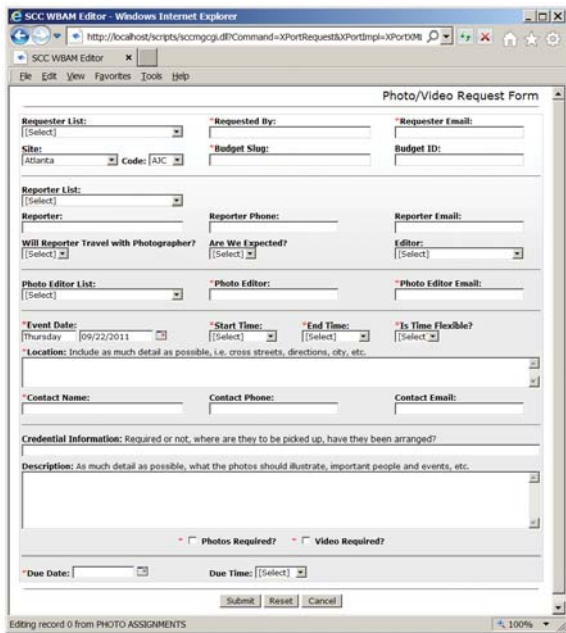 SCC WBAM Editor - Windows Internet Explorer
http://localhost/scripts/sccmgcgi.dll?Command=XPortRequest&XPortImpl=XPortXMl
SCC WBAM Editor x
File Edit View Favorites Tools Help
Photo/Video Request Form
Requester List: *Requested By: *Requester Email:
[Select]
Site: *Budget Slug: Budget ID:
Atlanta Code: AJC
Reporter List:
[Select]
Reporter: Reporter Phone: Reporter Email:
Will Reporter Travel with Photographer? Are We Expected? Editor:
[Select] [Select] [Select]
Photo Editor List: *Photo Editor: *Photo Editor Email:
[Select]
*Event Date: *Start Time: *End Time: *Is Time Flexible?
Thursday 09/22/2011 [Select] [Select] [Select]
*Location: Include as much detail as possible, i.e. cross streets, directions, city, etc.
*Contact Name: Contact Phone: Contact Email:
Credential Information: Required or not, where are they to be picked up, have they been arranged?
Description: As much detail as possible, what the photos should illustrate, important people and events, etc.
* Photos Required? * Video Required?
*Due Date: Due Time: [Select]
Submit Reset Cancel
Editing record 0 from PHOTO ASSIGNMENTS 100%